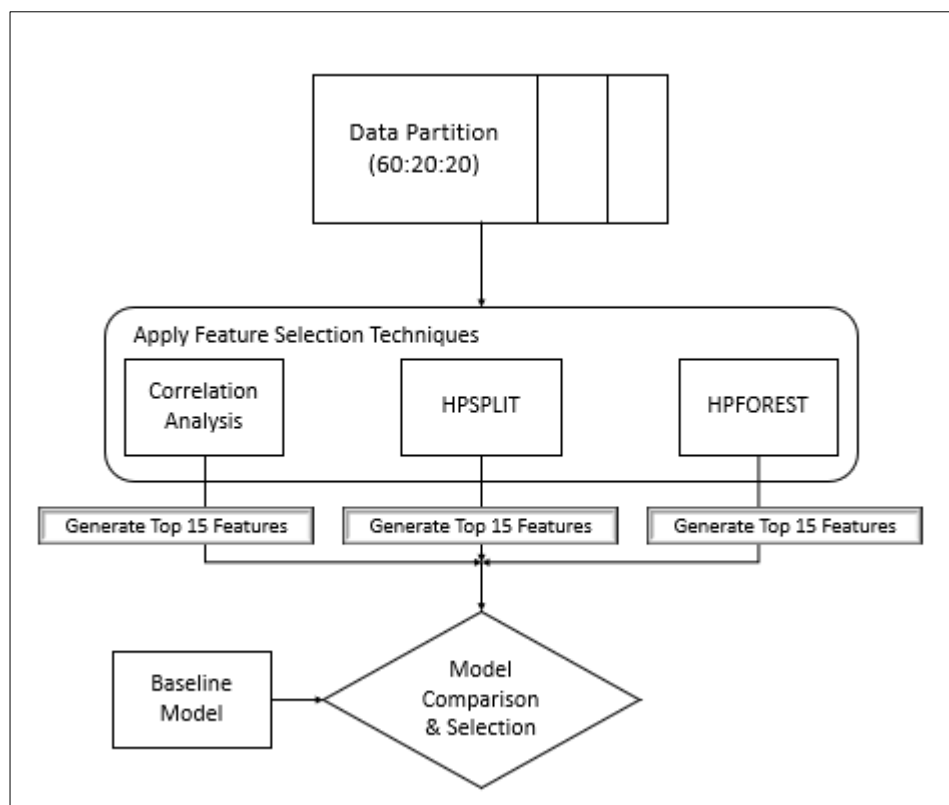 Data Partition
(60:20:20)
Apply Feature Selection Techniques
Correlation
Analysis
HPSPLIT
HPFOREST
Generate Top 15 Features
Generate Top 15 Features
Generate Top 15 Features
Baseline
Model
Model
Comparison
& Selection